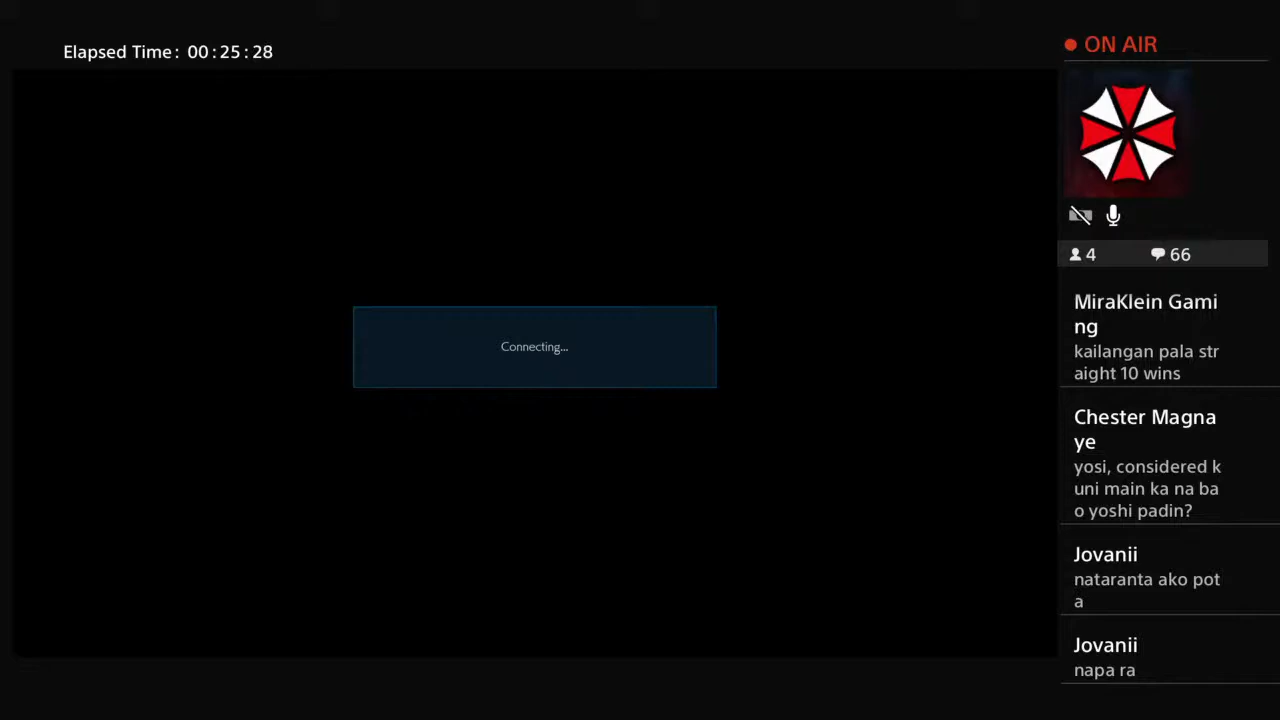 Elapsed Time: 00:25:28
ON AIR
4 66
Connecting...
MiraKlein Gami
ng
kailangan pala str
aight 10 wins
Chester Magna
ye
yosi, considered k
uni main ka na ba
o yoshi padin?
Jovanii
nataranta ako pot
a
Jovanii
napa ra